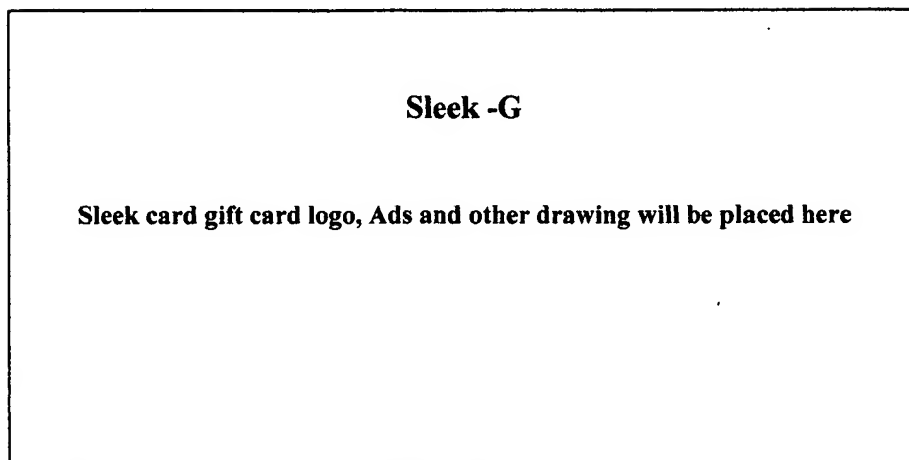 Sleek -G
Sleek card gift card logo, Ads and other drawing will be placed here